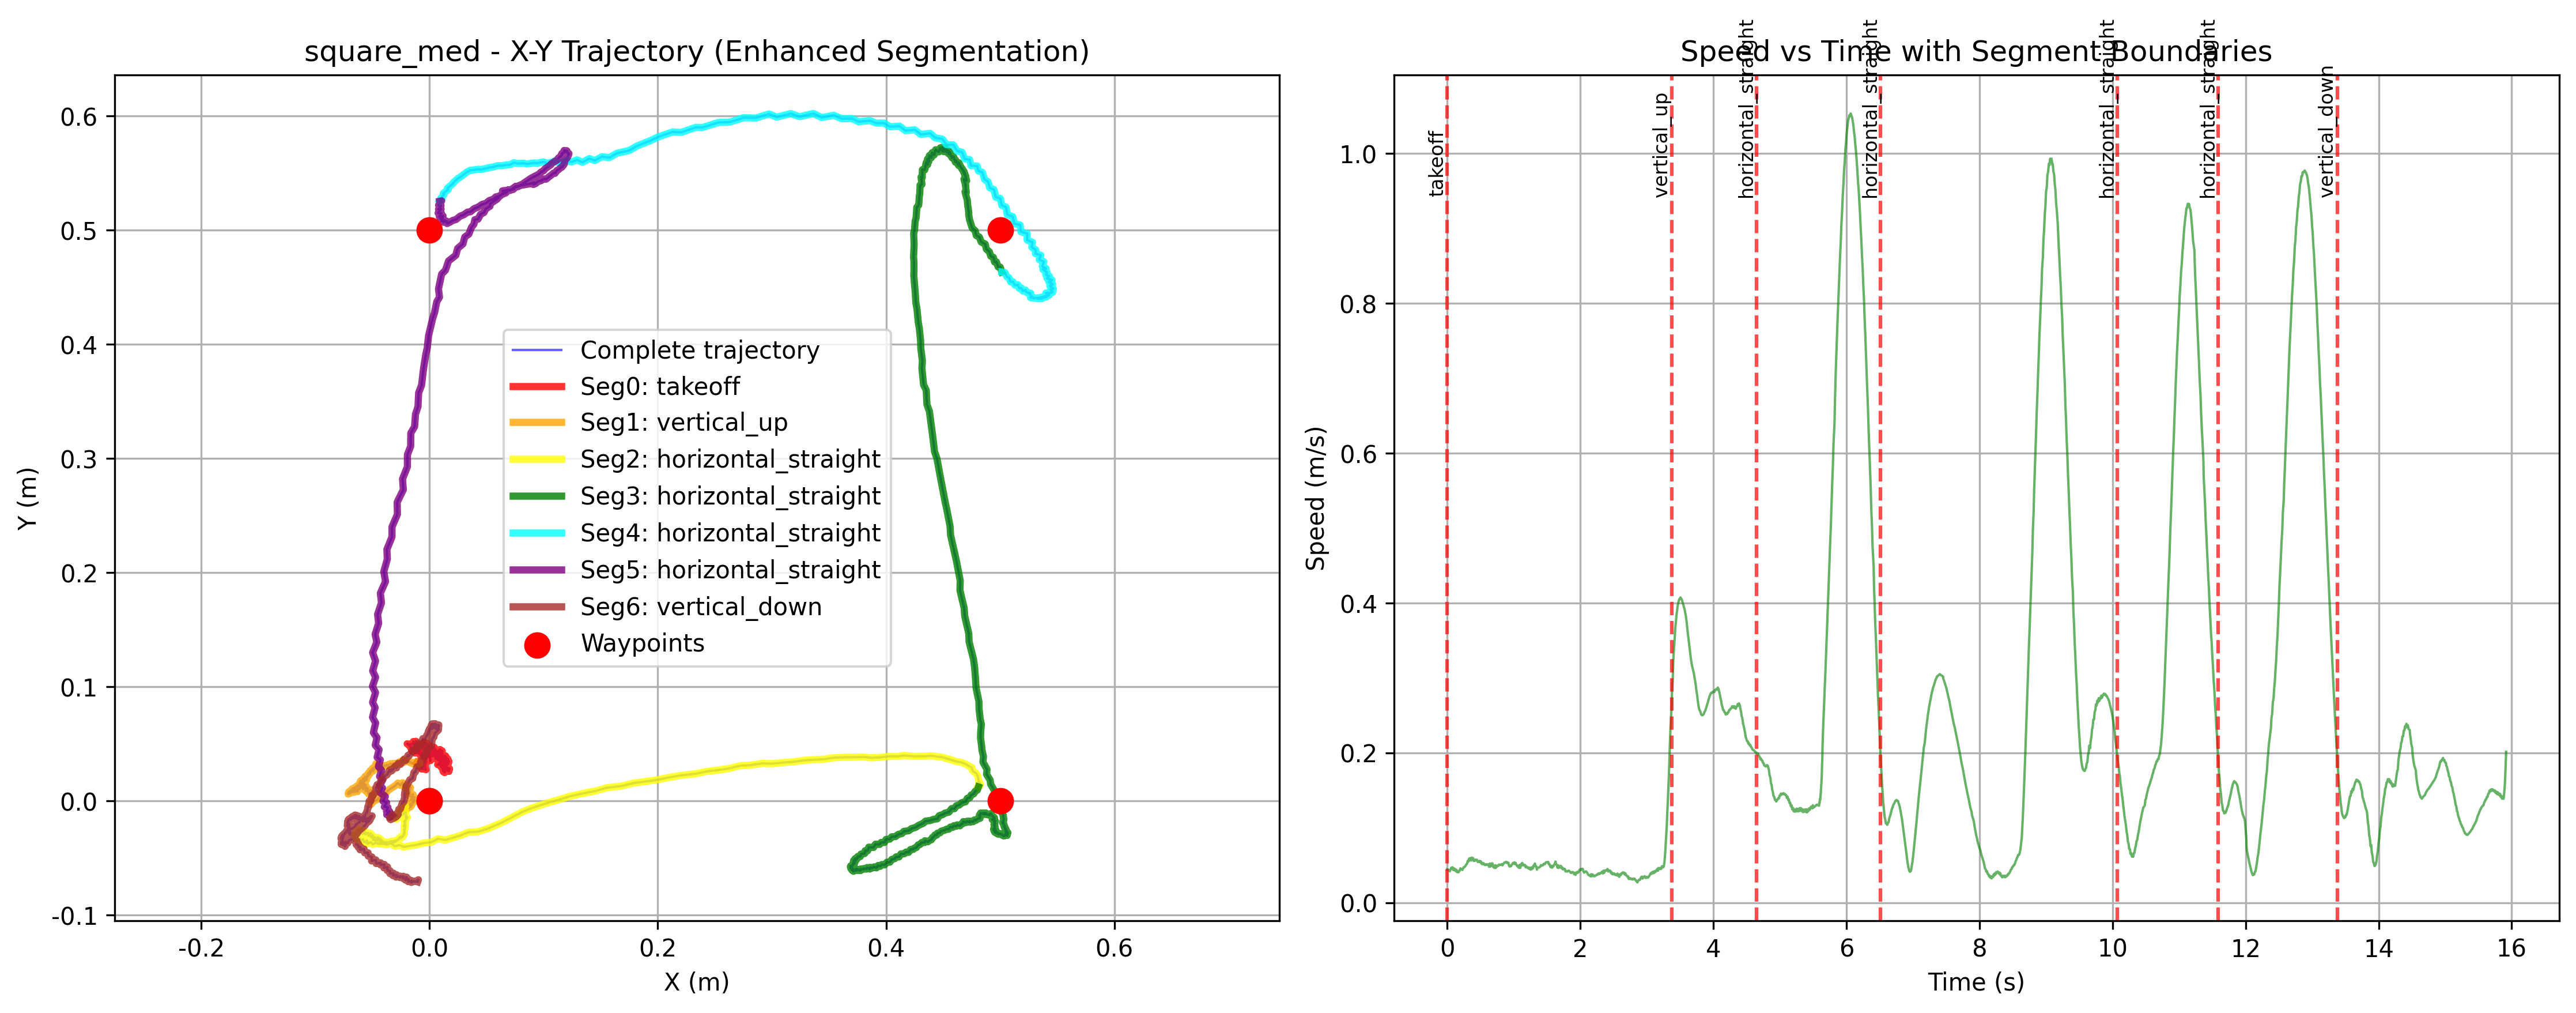 square_med - X-Y Trajectory (Enhanced Segmentation)
0.6
0.5
0.4
0.3
0.2
0.1
0.0
-0.1
Y (m)
-0.2
0.0
0.2
0.4
0.6
X (m)
Complete trajectory
Seg0: takeoff
Seg1: vertical_up
Seg2: horizontal_straight
Seg3: horizontal_straight
Seg4: horizontal_straight
Seg5: horizontal_straight
Seg6: vertical_down
Waypoints
Speed vs Time with Segment Boundaries
takeoff
vertical_up
horizontal_straight
horizontal_straight
horizontal_straight
horizontal_straight
vertical_down
1.0
0.8
0.6
0.4
0.2
0.0
Speed (m/s)
0
2
4
6
8
10
12
14
16
Time (s)